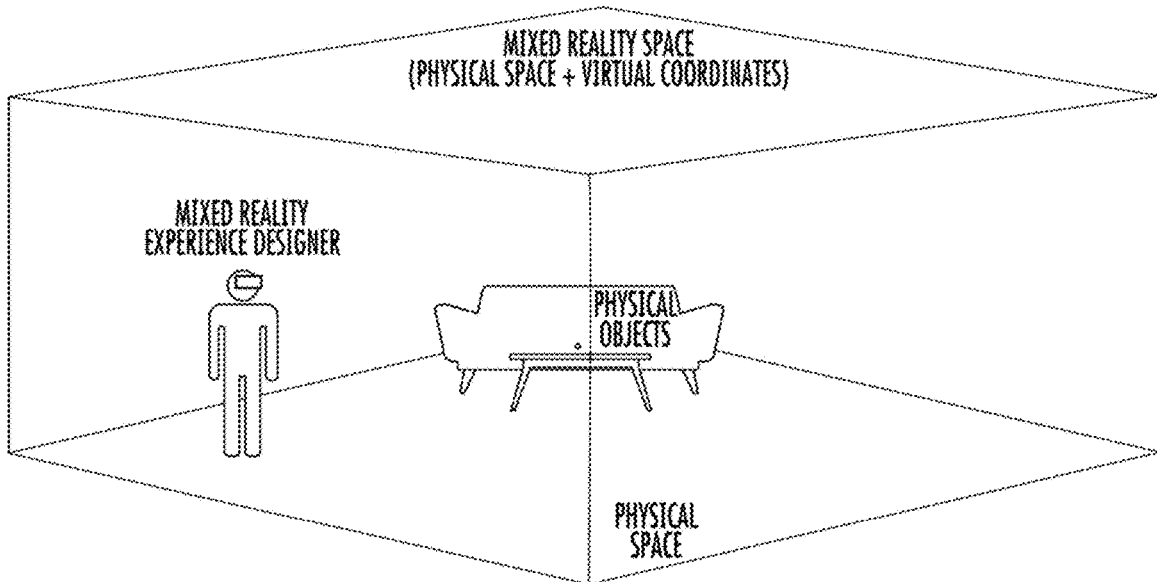 MIXED REALITY SPACE
(PHYSICAL SPACE + VIRTUAL COORDINATES)
MIXED REALITY
EXPERIENCE DESIGNER
PHYSICAL
OBJECTS
PHYSICAL
SPACE